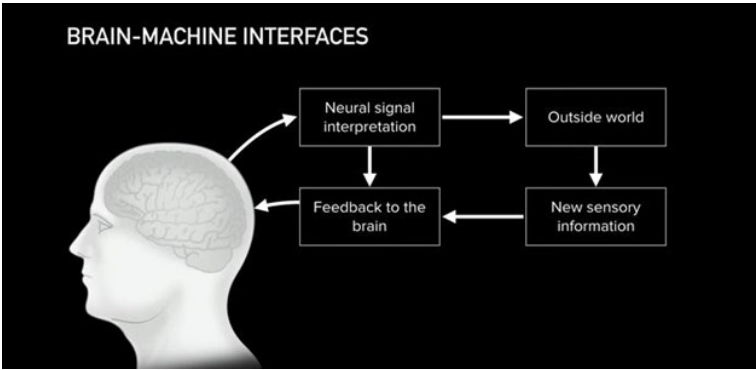 BRAIN-MACHINE INTERFACES
Neural signal
interpretation
Outside world
Feedback to the
brain
New sensory
information